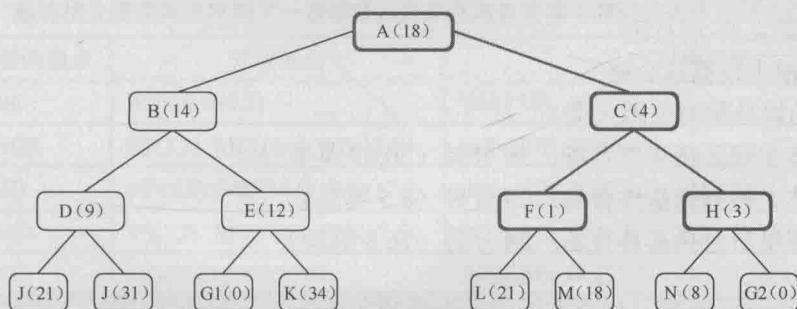 A(18)
B(14)
C(4)
D(9)
E(12)
F(1)
H(3)
J(21)
J(31)
G1(0)
K(34)
L(21)
M(18)
N(8)
G2(0)